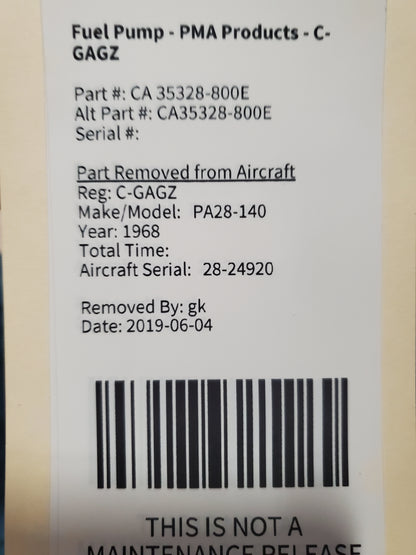 Fuel Pump - PMA Products - C-
GAGZ
Part #: CA 35328-800E
Alt Part #: CA35328-800E
Serial #:
Part Removed from Aircraft
Reg: C-GAGZ
Make/Model: PA28-140
Year: 1968
Total Time:
Aircraft Serial: 28-24920
Removed By: gk
Date: 2019-06-04
THIS IS NOT A
MAINTENANCE RELEASE